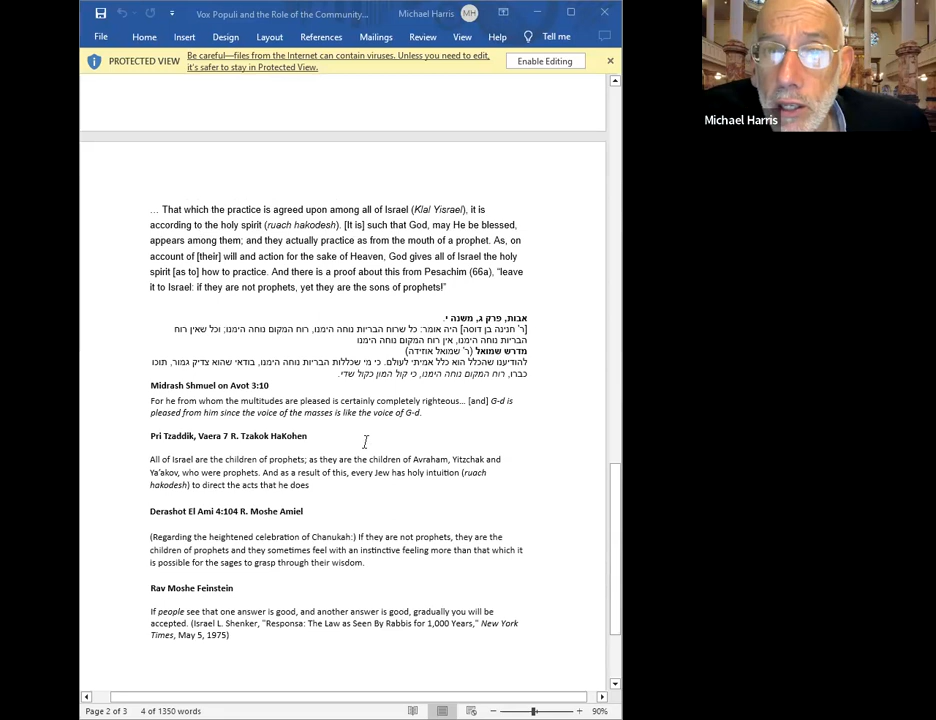 Vox Populi and the Role of the Community...
Michael Harris
MH
File
Home
Insert
Design
Layout
References
Mailings
Review
View
Help
Tell me
PROTECTED VIEW
Be careful—files from the Internet can contain viruses. Unless you need to edit,
it's safer to stay in Protected View.
Enable Editing
Michael Harris
... That which the practice is agreed upon among all of Israel (Klal Yisrael), it is
according to the holy spirit (ruach hakodesh). [It is] such that God, may He be blessed,
appears among them; and they actually practice as from the mouth of a prophet. As, on
account of [their] will and action for the sake of Heaven, God gives all of Israel the holy
spirit [as to] how to practice. And there is a proof about this from Pesachim (66a), “leave
it to Israel: if they are not prophets, yet they are the sons of prophets!”
אבות, פרק ג, משנה י.
[ר' חנינה בן דוסה] היה אומר: כל שרוח הבריות נוחה הימנו, רוח המקום נוחה הימנו; וכל שאין רוח
הבריות נוחה הימנו, אין רוח המקום נוחה הימנו
מדרש שמואל (ר' שמואל אוזידה)
להודיענו שהכלל הוא כלל אמיתי לעולם. כי מי שכללות הבריות נוחה הימנו, בודאי שהוא צדיק גמור, תוכו
כברו, רוח המקום נוחה הימנו, כי קול המון כקול שדי.
Midrash Shmuel on Avot 3:10
For he from whom the multitudes are pleased is certainly completely righteous... [and] G-d is
pleased from him since the voice of the masses is like the voice of G-d.
Pri Tzaddik, Vaera 7 R. Tzakok HaKohen
All of Israel are the children of prophets; as they are the children of Avraham, Yitzchak and
Ya'akov, who were prophets. And as a result of this, every Jew has holy intuition (ruach
hakodesh) to direct the acts that he does
Derashot El Ami 4:104 R. Moshe Amiel
(Regarding the heightened celebration of Chanukah:) If they are not prophets, they are the
children of prophets and they sometimes feel with an instinctive feeling more than that which it
is possible for the sages to grasp through their wisdom.
Rav Moshe Feinstein
If people see that one answer is good, and another answer is good, gradually you will be
accepted. (Israel L. Shenker, "Responsa: The Law as Seen By Rabbis for 1,000 Years," New York
Times, May 5, 1975)
Page 2 of 3
4 of 1350 words
90%